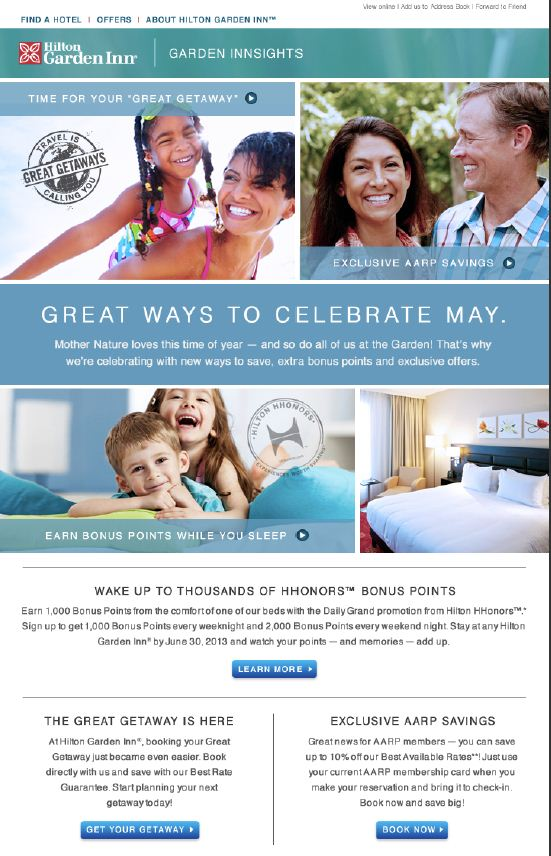 View online | Add us to Address Book | Forward to Friend
FIND A HOTEL | OFFERS | ABOUT HILTON GARDEN INN™
Hilton
Garden Inn®
GARDEN INNSIGHTS
TIME FOR YOUR "GREAT GETAWAY"
TRAVEL IS
GREAT GETAWAYS
CALLING YOU
EXCLUSIVE AARP SAVINGS
GREAT WAYS TO CELEBRATE MAY.
Mother Nature loves this time of year — and so do all of us at the Garden! That's why
we're celebrating with new ways to save, extra bonus points and exclusive offers.
HILTON HHONORS™
EXPERIENCES WORTH SHARING
EARN BONUS POINTS WHILE YOU SLEEP
WAKE UP TO THOUSANDS OF HHONORS™ BONUS POINTS
Earn 1,000 Bonus Points from the comfort of one of our beds with the Daily Grand promotion from Hilton HHonors™.*
Sign up to get 1,000 Bonus Points every weeknight and 2,000 Bonus Points every weekend night. Stay at any Hilton
Garden Inn® by June 30, 2013 and watch your points — and memories — add up.
LEARN MORE
THE GREAT GETAWAY IS HERE
At Hilton Garden Inn®, booking your Great
Getaway just became even easier. Book
directly with us and save with our Best Rate
Guarantee. Start planning your next
getaway today!
GET YOUR GETAWAY
EXCLUSIVE AARP SAVINGS
Great news for AARP members — you can save
up to 10% off our Best Available Rates**! Just use
your current AARP membership card when you
make your reservation and bring it to check-in.
Book now and save big!
BOOK NOW